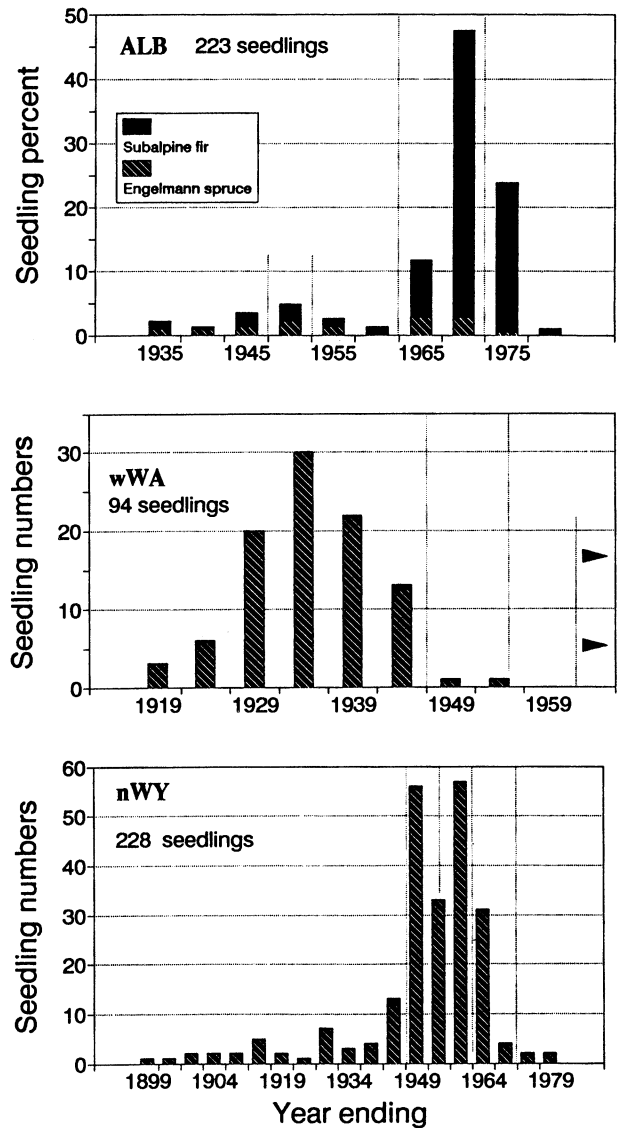 50
ALB 223 seedlings
40
Subalpine fir
Engelmann spruce
30
20
10
0
Seedling percent
1935 1945 1955 1965 1975
30
wWA
94 seedlings
20
10
0
Seedling numbers
1919 1929 1939 1949 1959
60
nWY
50
228 seedlings
40
30
20
10
0
Seedling numbers
1899 1904 1919 1934 1949 1964 1979
Year ending